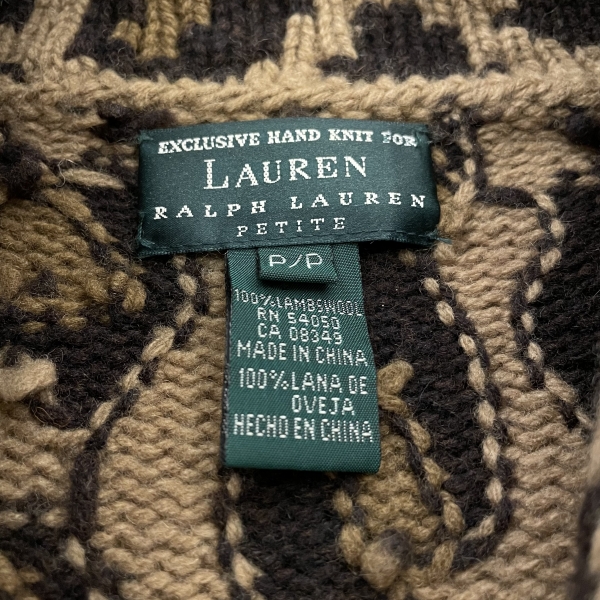 EXCLUSIVE HAND KNIT FOR
LAUREN
RALPH LAUREN
PETITE
P/P
100%LAMBSWOOL
RN 54050
CA 08349
MADE IN CHINA
100%LANA DE
OVEJA
HECHO EN CHINA